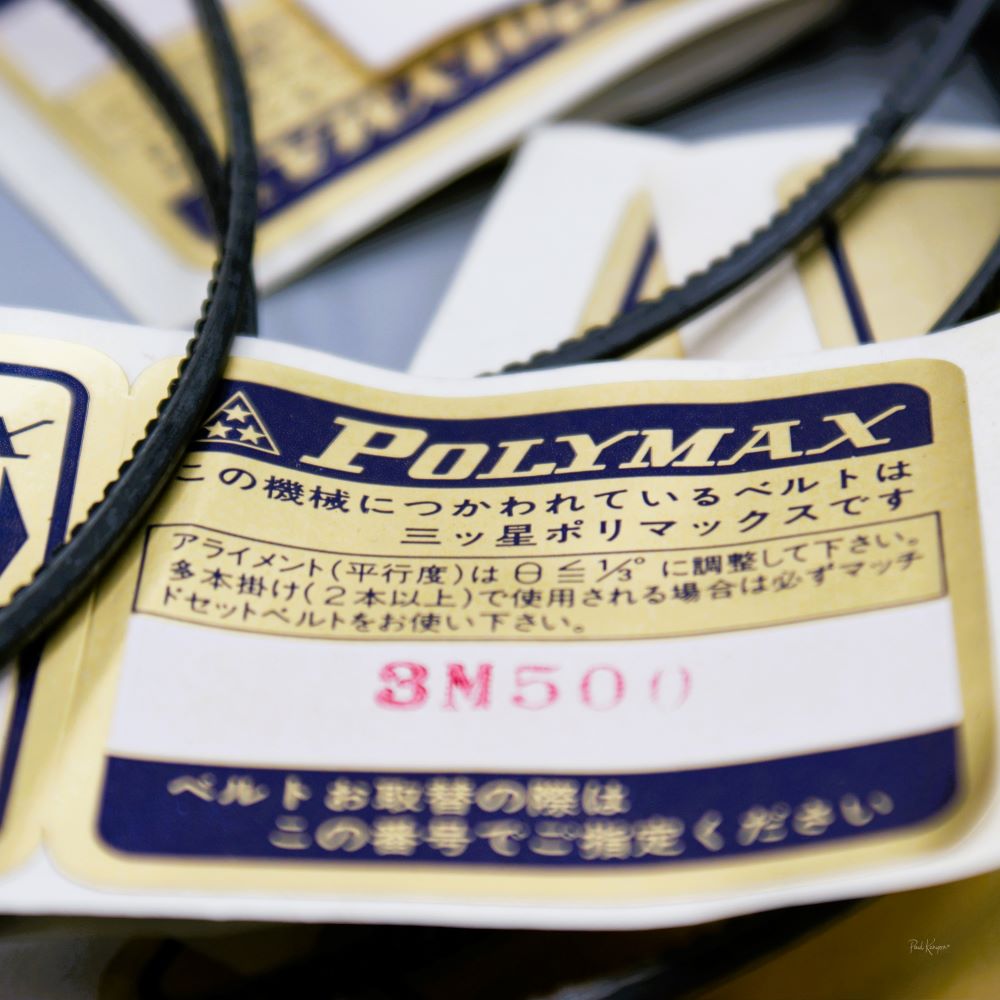 POLYMAX
この機械につかわれているベルトは
三ッ星ポリマックスです
アライメント(平行度)は θ ≦ 1/3° に調整して下さい。
多本掛け(2本以上)で使用される場合は必ずマッチ
ドセットベルトをお使い下さい。
3M500
ベルトお取替の際は
この番号でご指定ください
Paul Kenyon